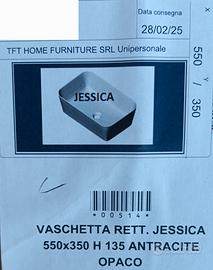 Data consegna
28/02/25
X
TFT HOME FURNITURE SRL Unipersonale
550 / 350
Y
JESSICA
*00514*
VASCHETTA RETT. JESSICA
550x350 H 135 ANTRACITE
OPACO
subito